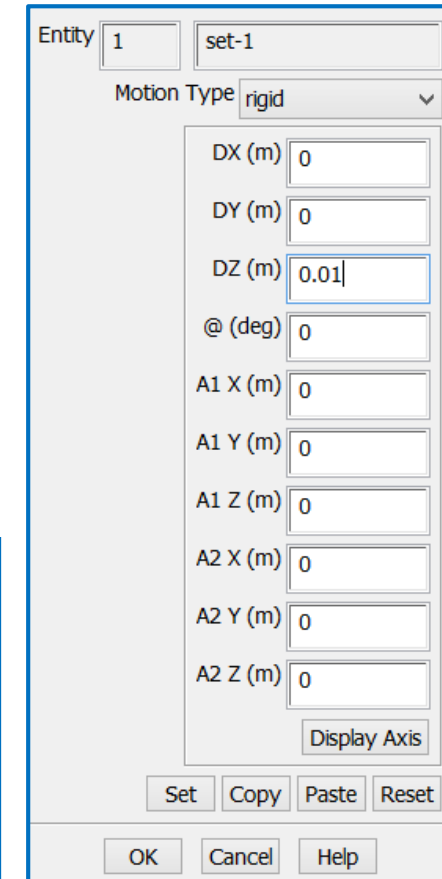 Entity 1 set-1
Motion Type rigid
DX (m) 0
DY (m) 0
DZ (m) 0.01
@ (deg) 0
A1 X (m) 0
A1 Y (m) 0
A1 Z (m) 0
A2 X (m) 0
A2 Y (m) 0
A2 Z (m) 0
Display Axis
Set Copy Paste Reset
OK Cancel Help